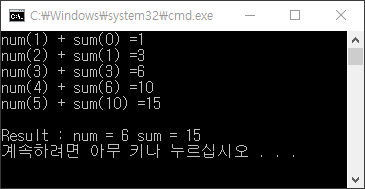 C:\Windows\system32\cmd.exe
num(1) + sum(0) =1
num(2) + sum(1) =3
num(3) + sum(3) =6
num(4) + sum(6) =10
num(5) + sum(10) =15
Result : num = 6 sum = 15
계속하려면 아무 키나 누르십시오 . . .